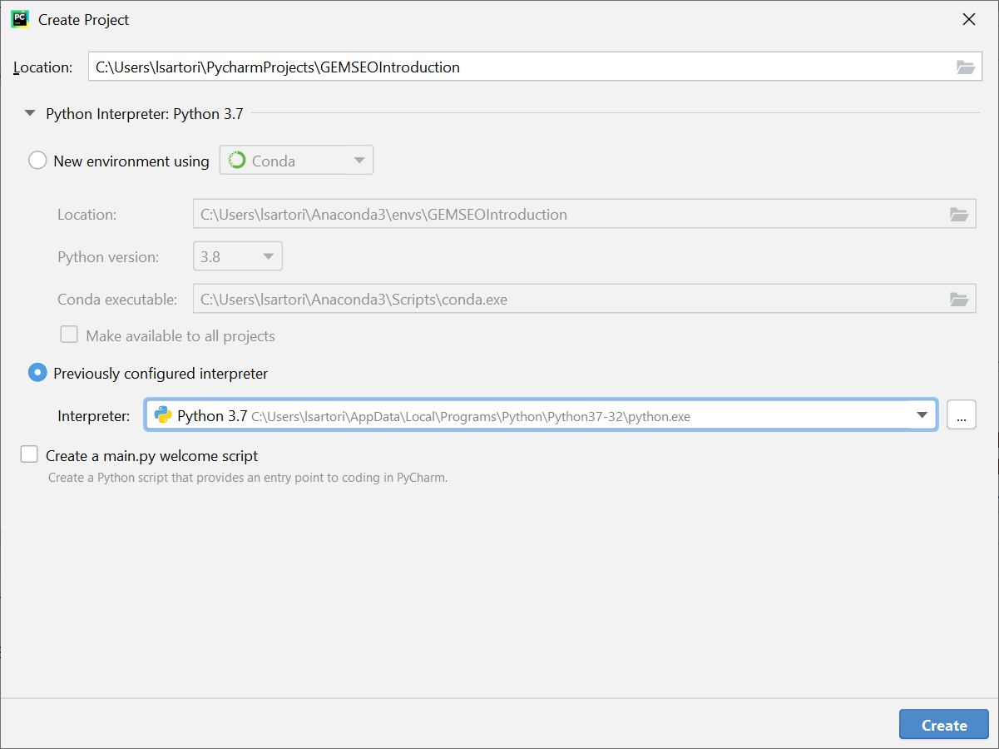 PC Create Project
Location: C:\Users\lsartori\PycharmProjects\GEMSEOIntroduction
Python Interpreter: Python 3.7
New environment using Conda
Location: C:\Users\lsartori\Anaconda3\envs\GEMSEOIntroduction
Python version: 3.8
Conda executable: C:\Users\lsartori\Anaconda3\Scripts\conda.exe
Make available to all projects
Previously configured interpreter
Interpreter: Python 3.7 C:\Users\lsartori\AppData\Local\Programs\Python\Python37-32\python.exe ...
Create a main.py welcome script
Create a Python script that provides an entry point to coding in PyCharm.
Create